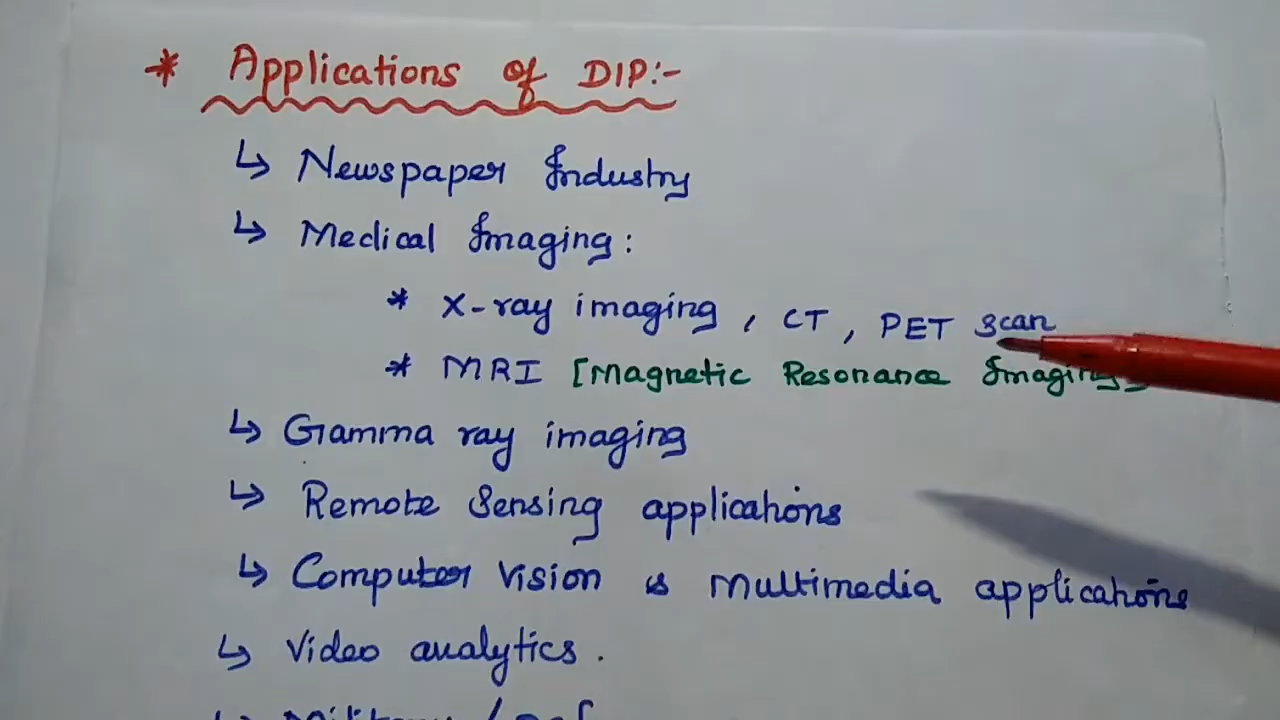 * Applications of DIP:-
↳ Newspaper Industry
↳ Medical Imaging:
* X-ray imaging, CT, PET scan
* MRI [Magnetic Resonance Imaging]
↳ Gamma ray imaging
↳ Remote Sensing applications
↳ Computer Vision & Multimedia applications
↳ Video analytics.